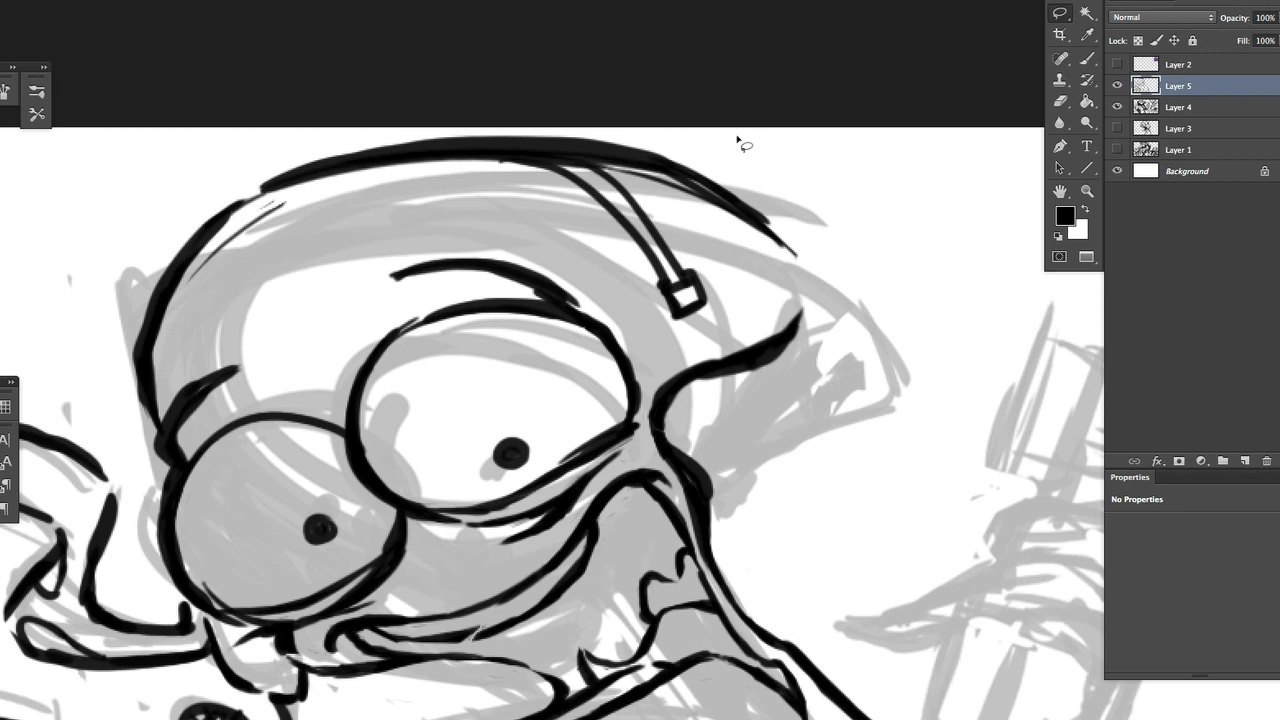 Normal Opacity: 100%
Lock: Fill: 100%
Layer 2
Layer 5
Layer 4
Layer 3
Layer 1
Background
fx
Properties
No Properties